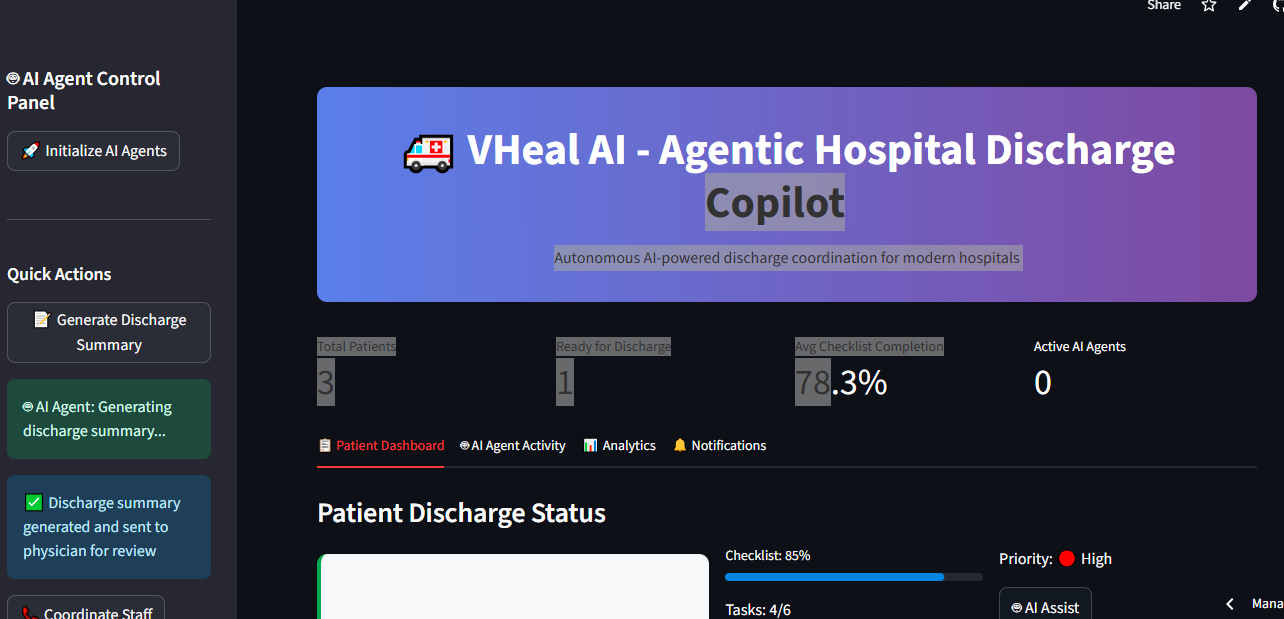 Share
AI Agent Control
Panel
🚀 Initialize AI Agents
Quick Actions
📝 Generate Discharge
Summary
AI Agent: Generating
discharge summary...
✅ Discharge summary
generated and sent to
physician for review
📞 Coordinate Staff
🚑 VHeal AI - Agentic Hospital Discharge
Copilot
Autonomous AI-powered discharge coordination for modern hospitals
Total Patients
3
Ready for Discharge
1
Avg Checklist Completion
78.3%
Active AI Agents
0
📋 Patient Dashboard
AI Agent Activity
📊 Analytics
🔔 Notifications
Patient Discharge Status
Checklist: 85%
Tasks: 4/6
Priority: 🔴 High
AI Assist
Mana